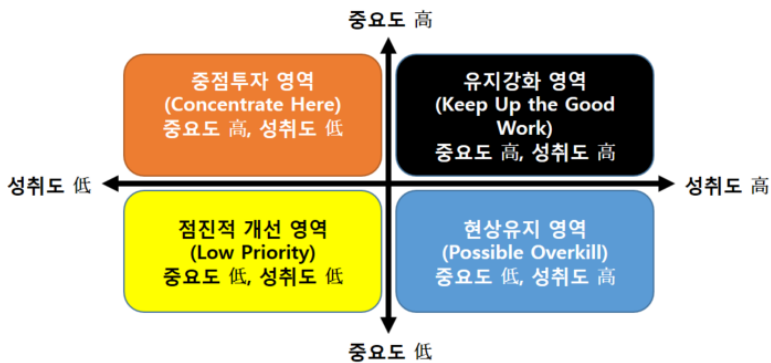 중요도 高
중점투자 영역
(Concentrate Here)
중요도 高, 성취도 低
유지강화 영역
(Keep Up the Good
Work)
중요도 高, 성취도 高
성취도 低
성취도 高
점진적 개선 영역
(Low Priority)
중요도 低, 성취도 低
현상유지 영역
(Possible Overkill)
중요도 低, 성취도 高
중요도 低